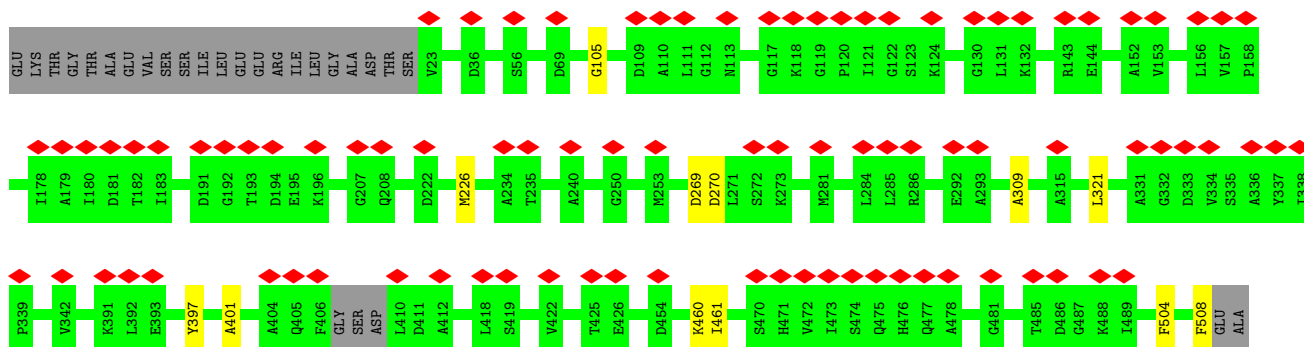 GLU LYS THR GLY THR ALA GLU VAL SER SER ILE LEU GLU GLU ARG ILE LEU GLY ALA ASP THR SER V23 D36 S56 D69 G105 D109 A110 L111 G112 N113 G117 K118 G119 P120 I121 G122 S123 K124 G130 L131 K132 R143 E144 A152 V153 L156 V157 P158
I178 A179 I180 D181 T182 I183 D191 G192 T193 D194 E195 K196 G207 Q208 D222 M226 A234 T235 A240 G250 M253 D269 D270 L271 S272 K273 M281 L284 L285 R286 E292 A293 A309 A315 L321 A331 G332 D333 V334 S335 A336 Y337 I338
P339 V342 K391 L392 E393 Y397 A401 A404 Q405 F406 GLY SER ASP L410 D411 A412 L418 S419 V422 T425 E426 D454 K460 I461 S470 H471 V472 I473 S474 Q475 H476 Q477 A478 G481 T485 D486 G487 K488 I489 F504 F508 GLU ALA